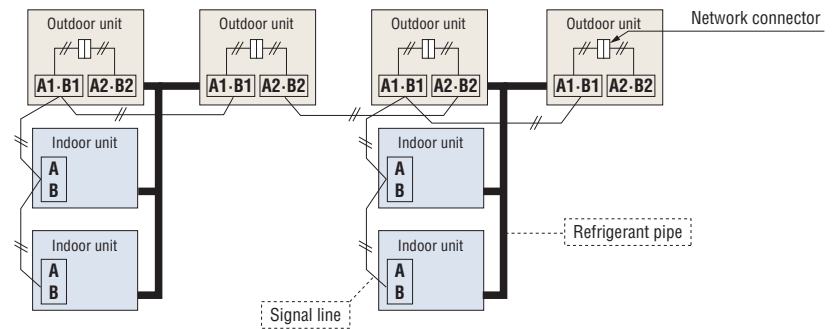 Outdoor unit Outdoor unit Outdoor unit Outdoor unit Network connector
A1·B1 A2·B2 A1·B1 A2·B2 A1·B1 A2·B2 A1·B1 A2·B2
Indoor unit Indoor unit
A A
B B
Refrigerant pipe
Indoor unit Indoor unit
A A
B B
Signal line